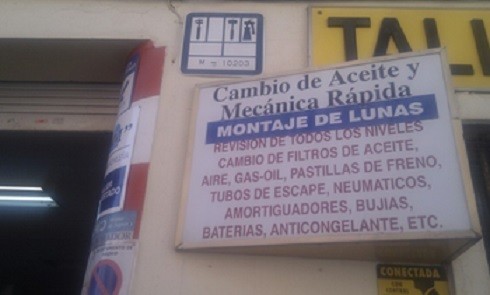 TALL
Cambio de Aceite y
Mecánica Rápida
MONTAJE DE LUNAS
REVISION DE TODOS LOS NIVELES
CAMBIO DE FILTROS DE ACEITE,
AIRE, GAS-OIL, PASTILLAS DE FRENO,
TUBOS DE ESCAPE, NEUMATICOS,
AMORTIGUADORES, BUJIAS,
BATERIAS, ANTICONGELANTE, ETC.
CONECTADA